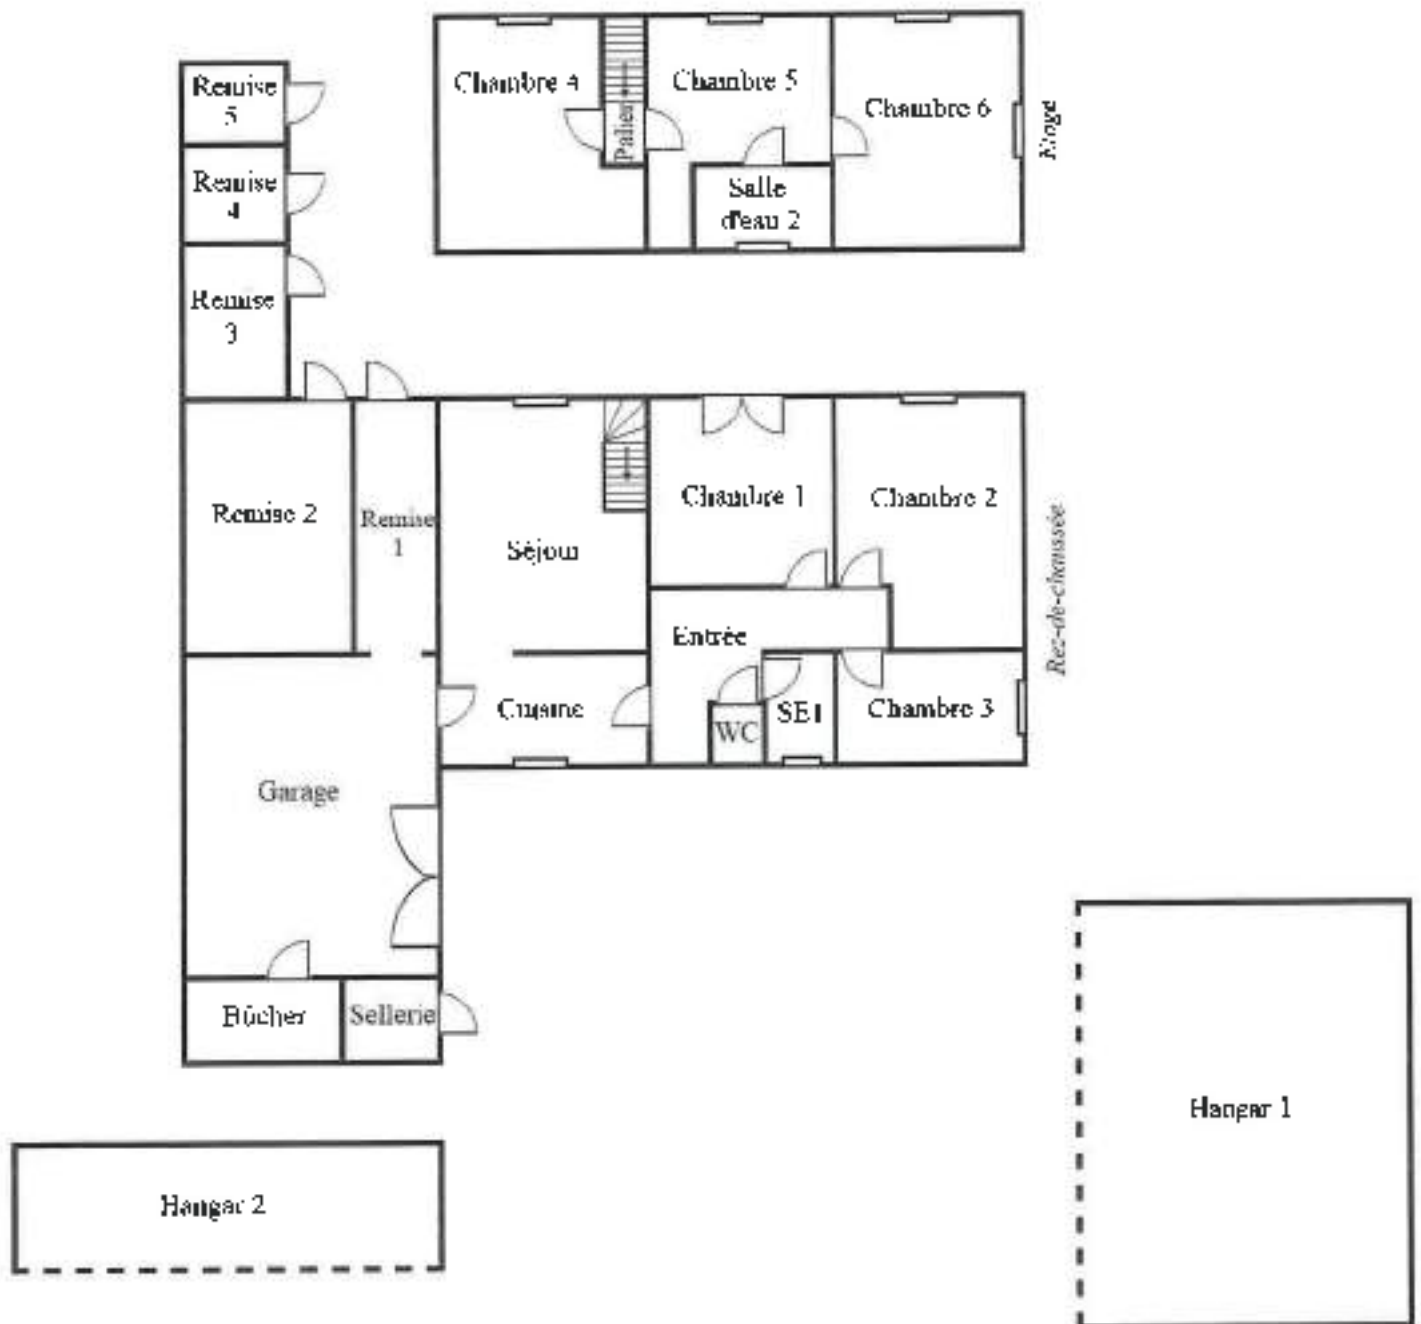 Chambre 4
Chambre 5
Chambre 6
Palier
Salle
d'eau 2
Etage
Remise
5
Remise
4
Remise
3
Remise 2
Remise
1
Séjour
Chambre 1
Chambre 2
Entrée
Rez-de-chaussée
Cuisine
WC
SE1
Chambre 3
Garage
Bûcher
Sellerie
Hangar 1
Hangar 2